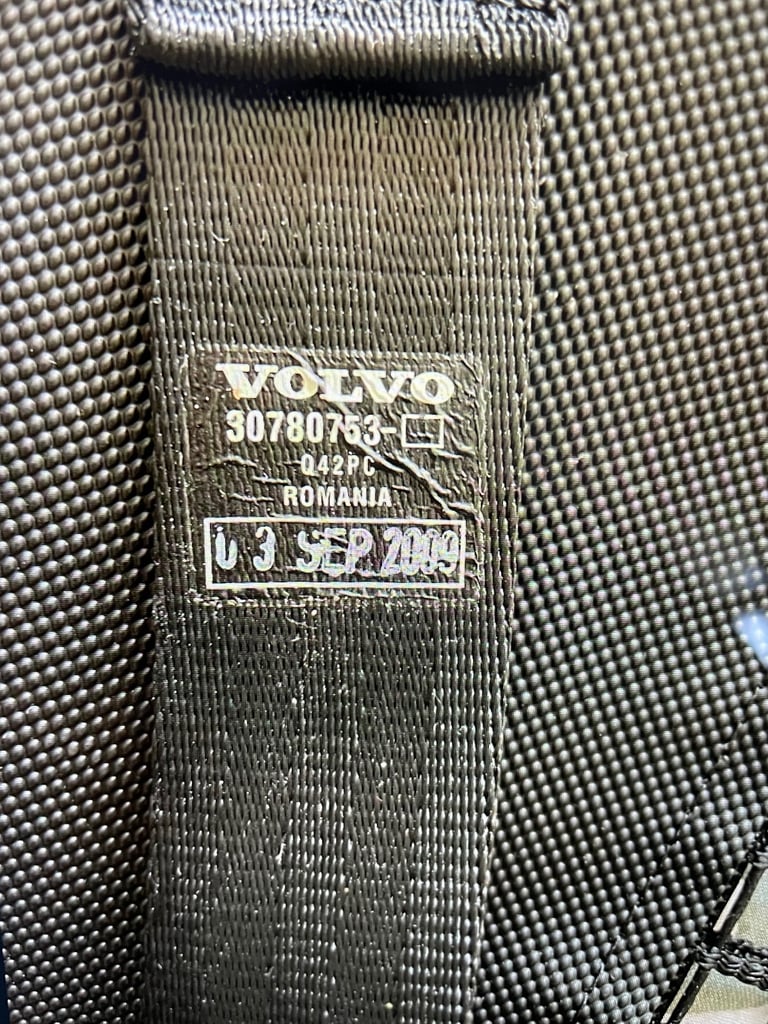 VOLVO
30780753-
Q42PC
ROMANIA
03 SEP 2009